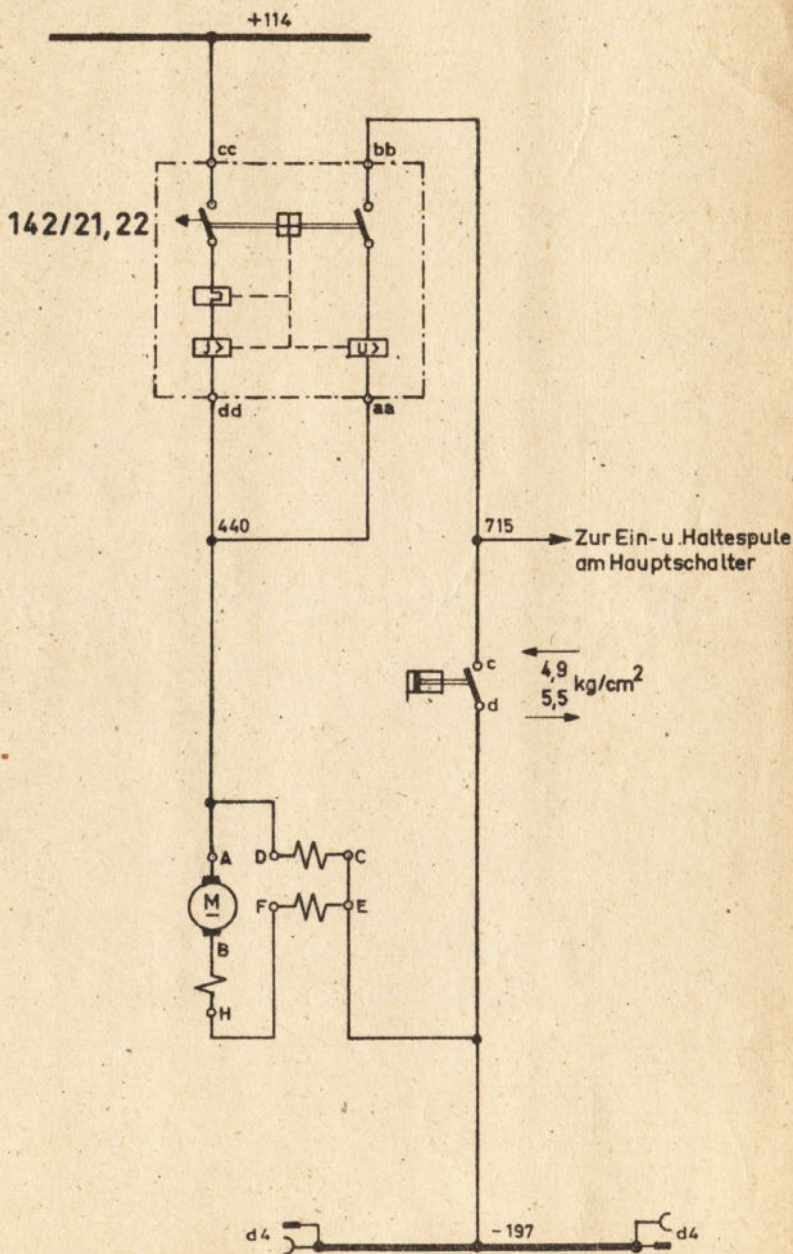 +114
cc
bb
142/21,22
J>
U>
dd
aa
440
715
Zur Ein- u. Haltespule
am Hauptschalter
c
4,9
kg/cm²
5,5
d
A
D
C
M
F
E
B
H
d4
-197
d4